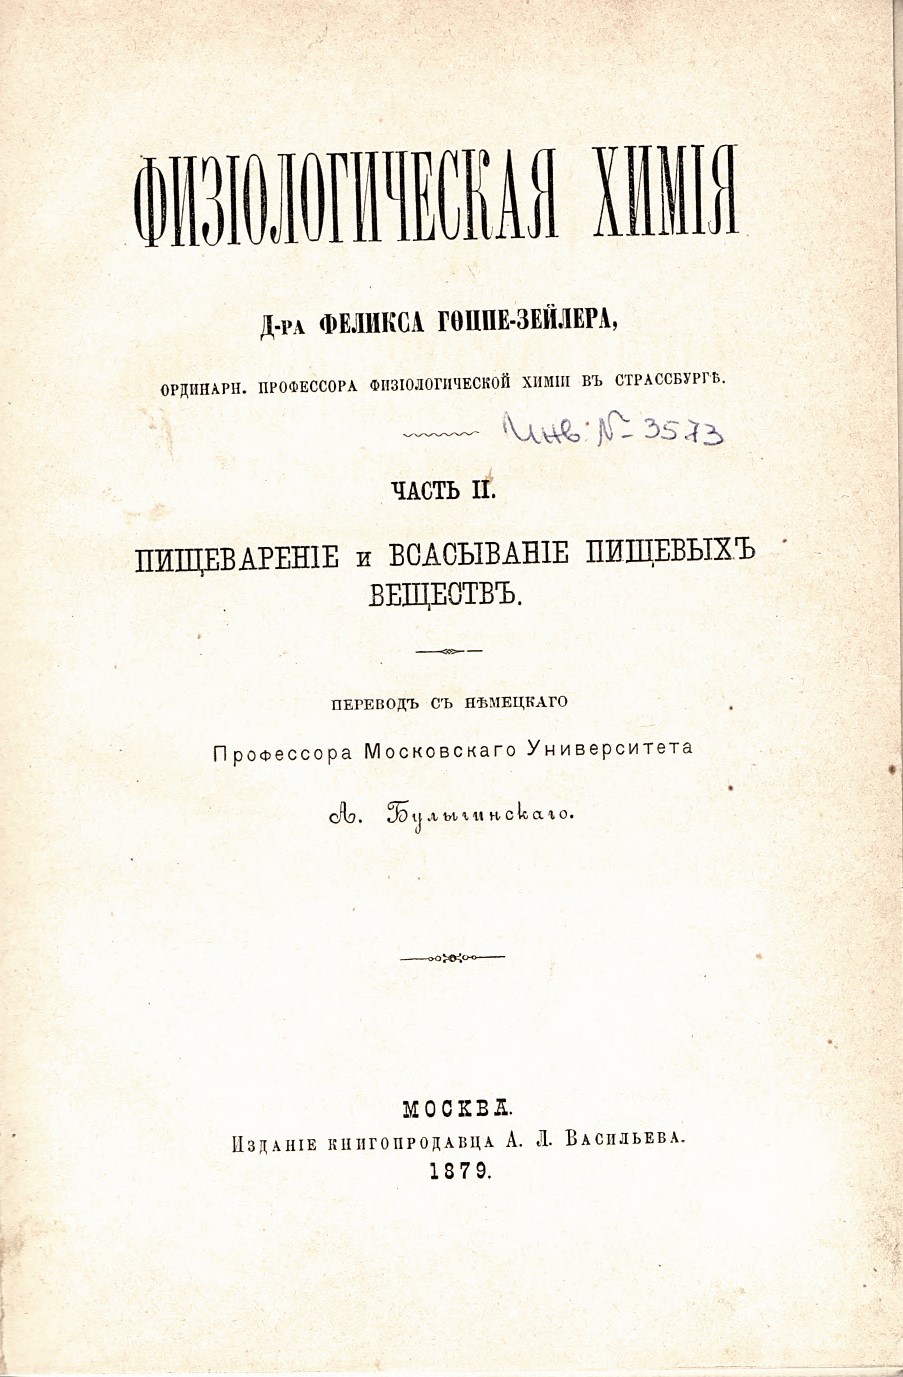 ФИЗІОЛОГИЧЕСКАЯ ХИМІЯ
Д-РА ФЕЛИКСА ГОППЕ-ЗЕЙЛЕРА,
ОРДИНАРН. ПРОФЕССОРА ФИЗІОЛОГИЧЕСКОЙ ХИМІИ ВЪ СТРАССБУРГѢ.
Инв. № 3573
ЧАСТЬ II.
ПИЩЕВАРЕНІЕ и ВСАСЫВАНІЕ ПИЩЕВЫХЪ
ВЕЩЕСТВЪ.
ПЕРЕВОДЪ СЪ НѢМЕЦКАГО
Профессора Московскаго Университета
А. Булыгинскаго.
МОСКВА.
Изданіе книгопродавца А. Л. Васильева.
1879.